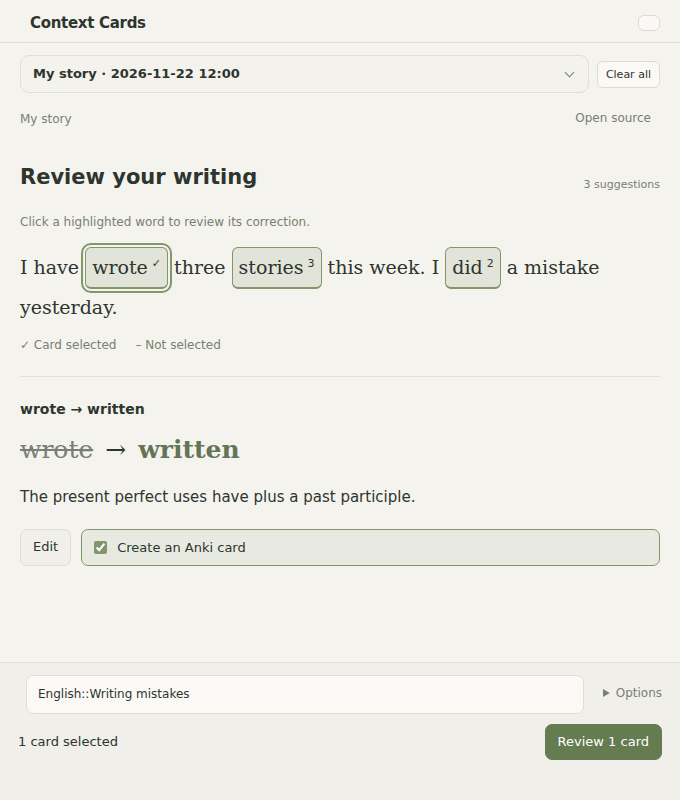 Context Cards
My story · 2026-11-22 12:00
Clear all
My story
Open source
Review your writing
3 suggestions
Click a highlighted word to review its correction.
I have wrote ✓ three stories 3 this week. I did 2 a mistake
yesterday.
✓ Card selected – Not selected
wrote → written
wrote → written
The present perfect uses have plus a past participle.
Edit
Create an Anki card
English::Writing mistakes
Options
1 card selected
Review 1 card